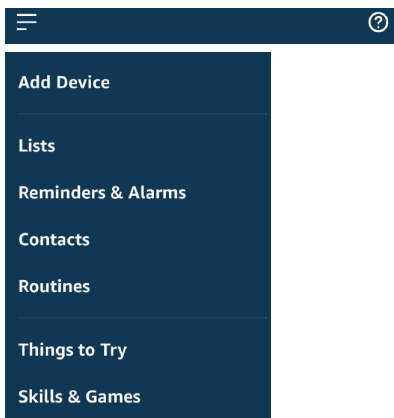 Add Device
Lists
Reminders & Alarms
Contacts
Routines
Things to Try
Skills & Games